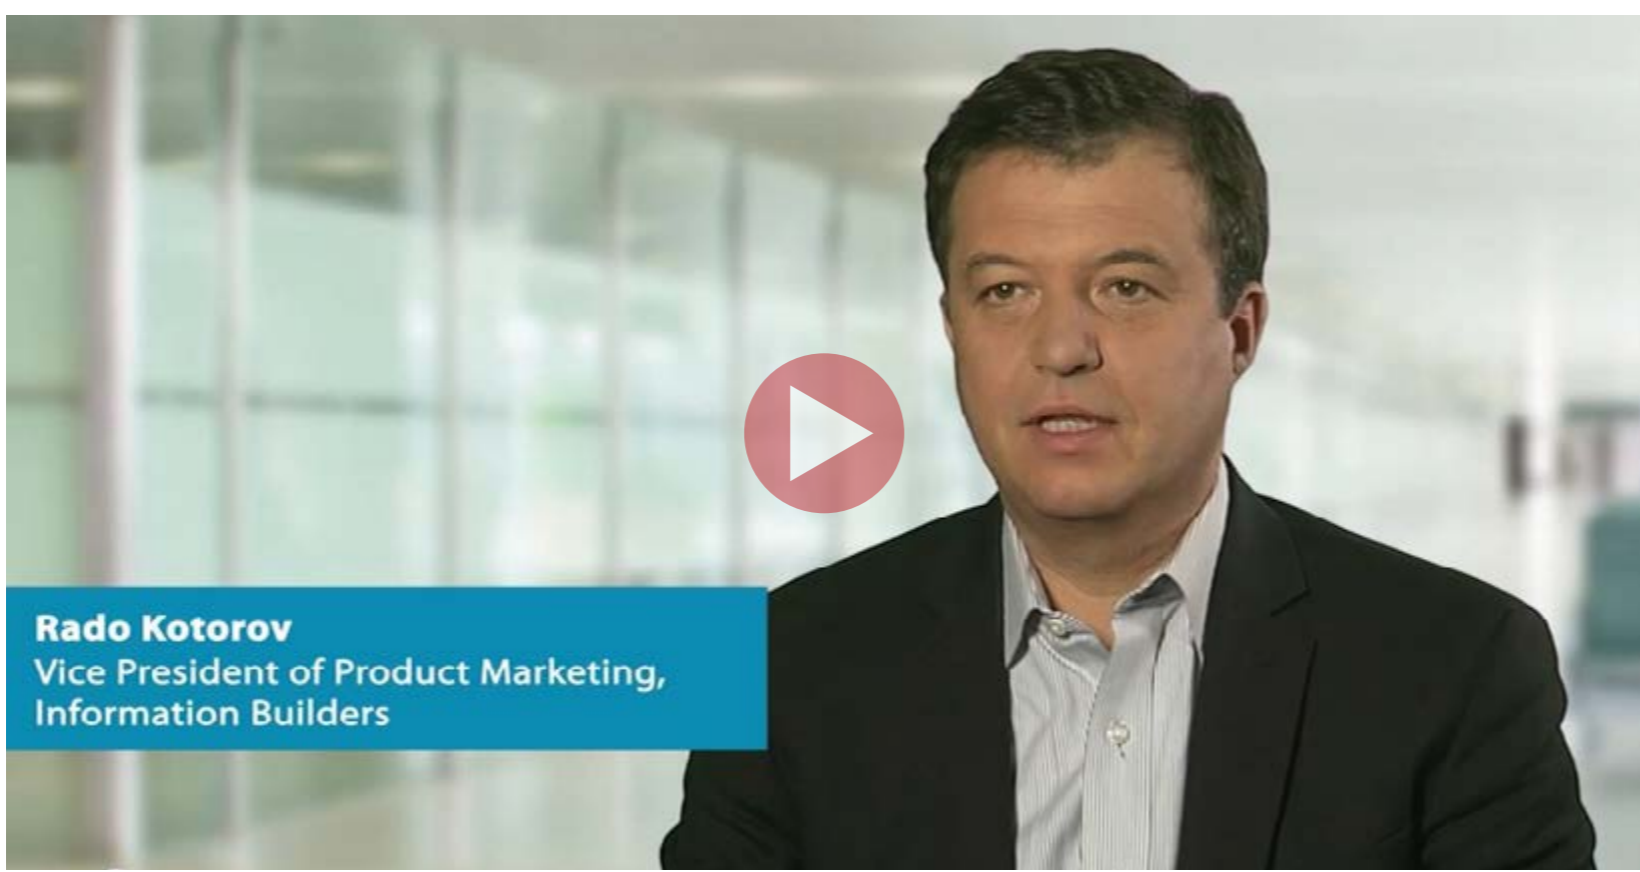 Rado Kotorov
Vice President of Product Marketing,
Information Builders